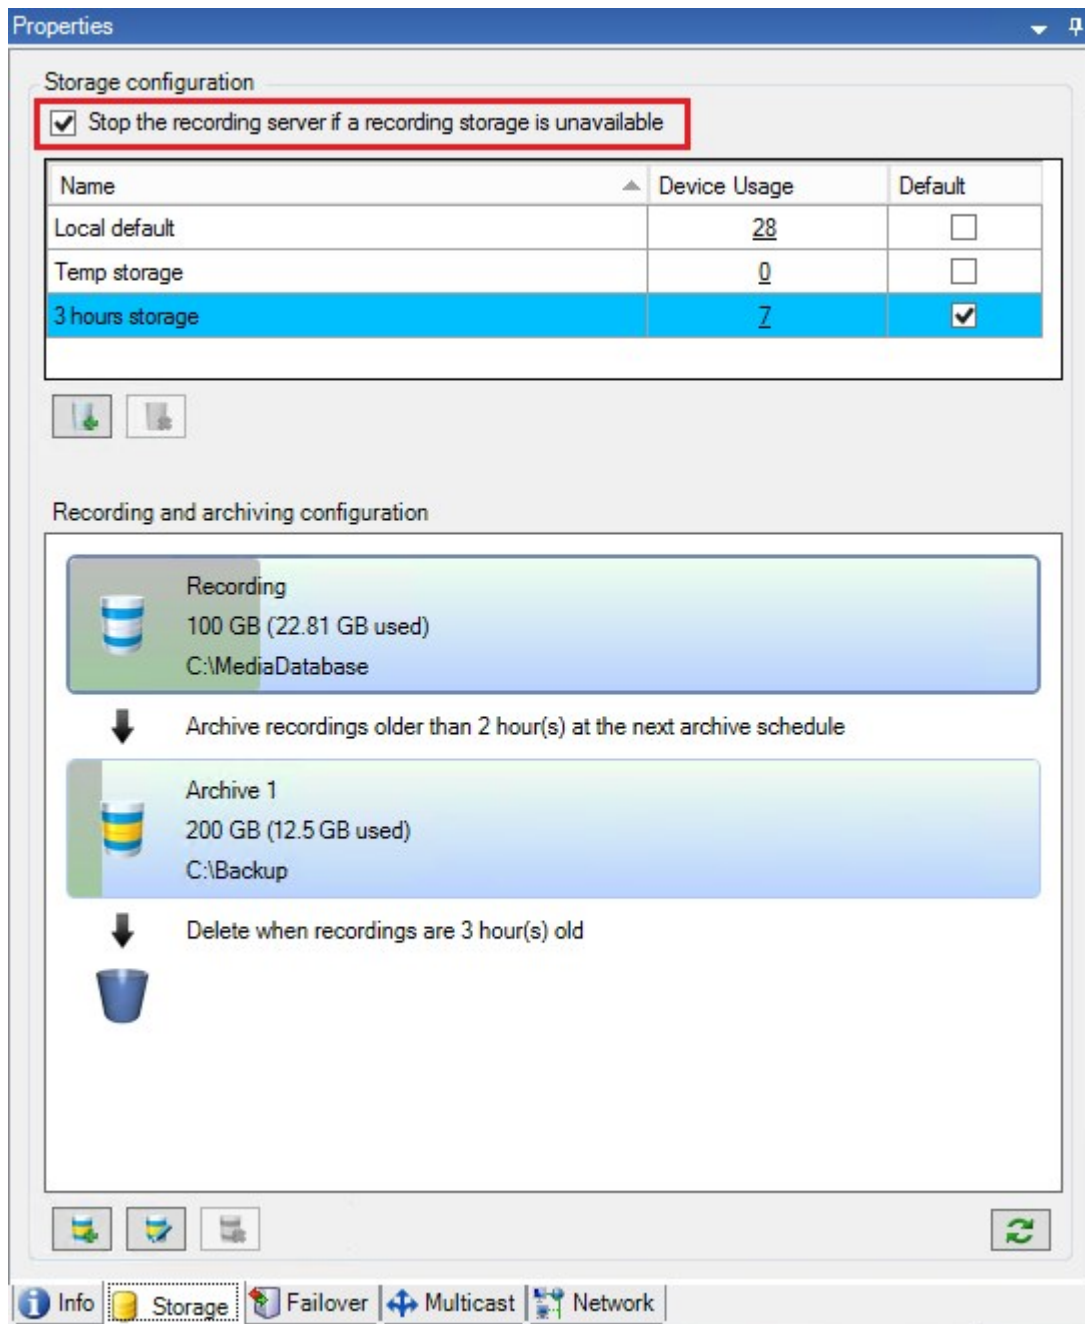 Properties
Storage configuration
Stop the recording server if a recording storage is unavailable
Name Device Usage Default
Local default 28
Temp storage 0
3 hours storage 7
Recording and archiving configuration
Recording
100 GB (22.81 GB used)
C:\MediaDatabase
Archive recordings older than 2 hour(s) at the next archive schedule
Archive 1
200 GB (12.5 GB used)
C:\Backup
Delete when recordings are 3 hour(s) old
Info Storage Failover Multicast Network